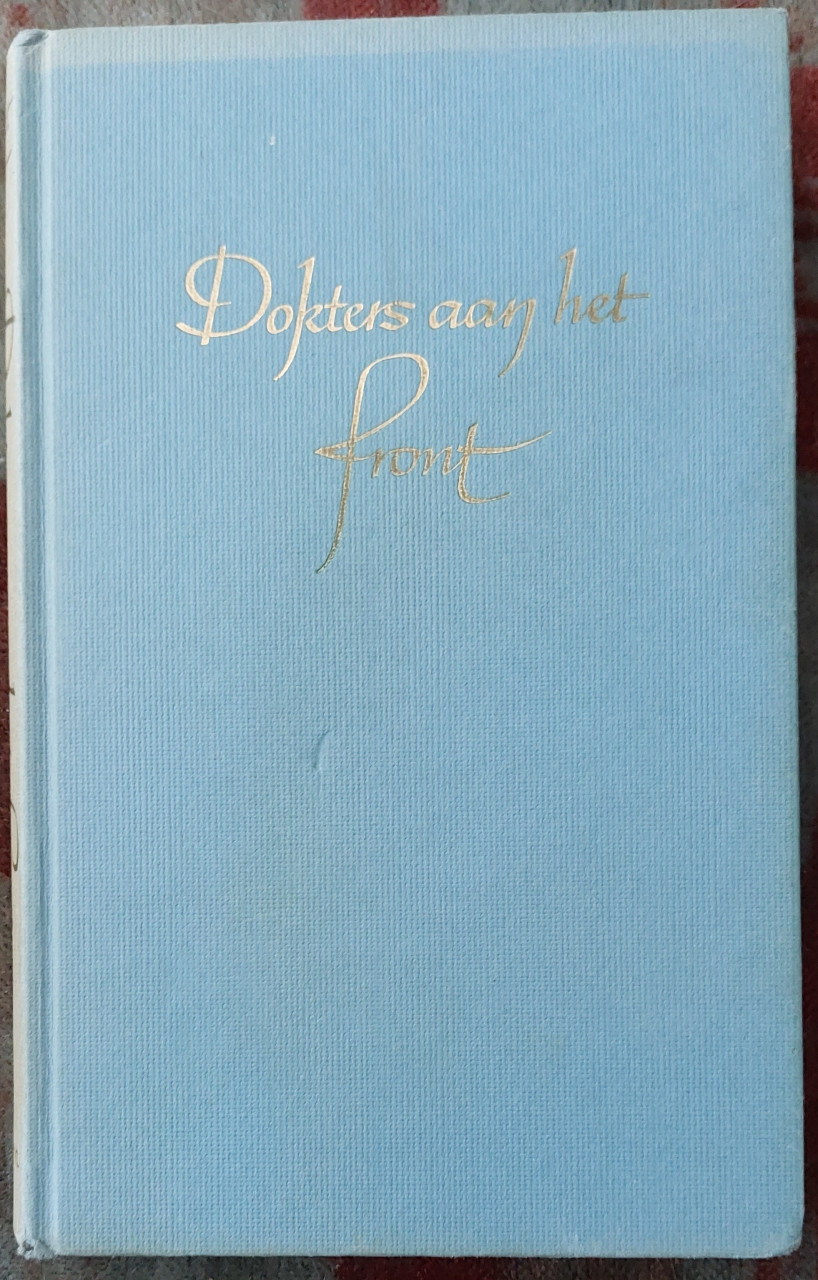 Dokters aan het
front